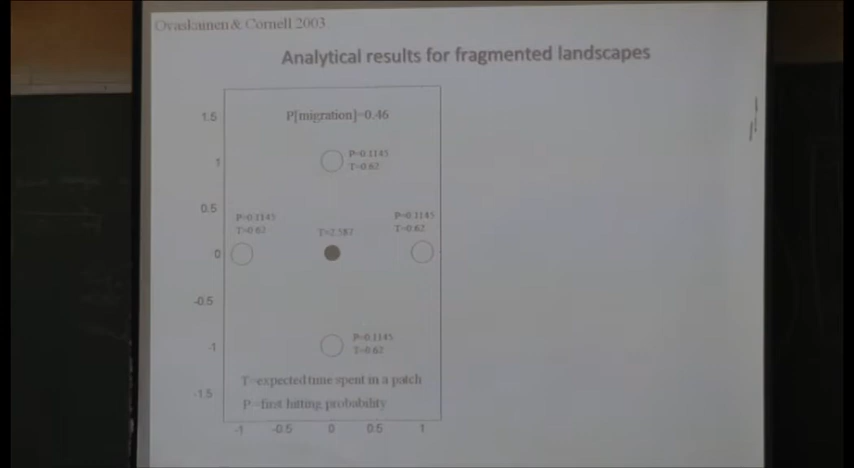 Ovaskainen & Cornell 2003
Analytical results for fragmented landscapes
P[migration]=0.46
1.5
1
0.5
0
-0.5
-1
-1.5
P=0.1145
T=0.62
P=0.1145
T=0.62
T=2.587
P=0.1145
T=0.62
P=0.1145
T=0.62
T=expected time spent in a patch
P=first hitting probability
-1
-0.5
0
0.5
1